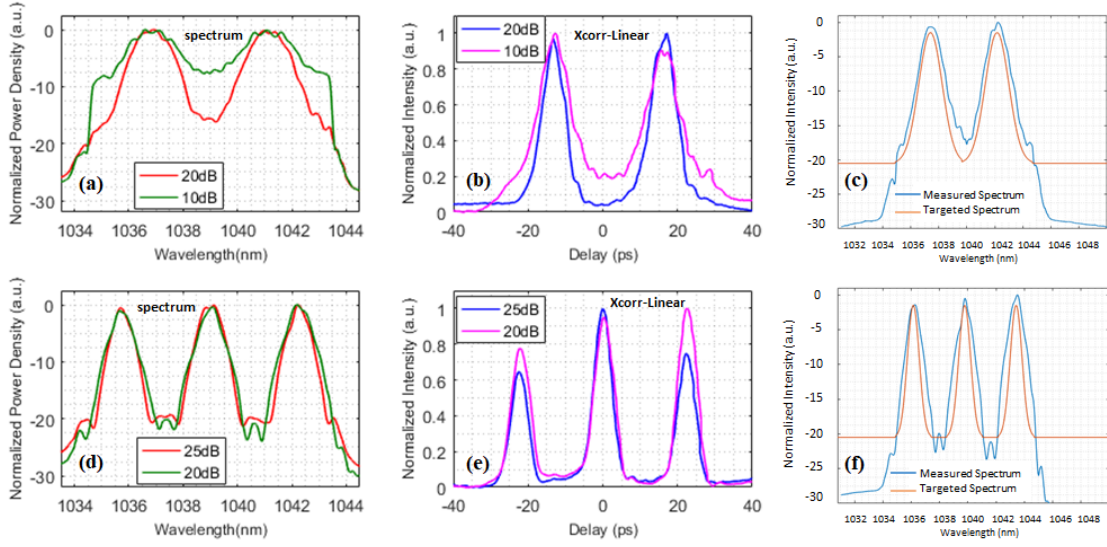 spectrum
0
-10
-20
-30
Normalized Power Density (a.u.)
(a)
20dB
10dB
1034 1036 1038 1040 1042 1044
Wavelength(nm)
Xcorr-Linear
20dB
10dB
1
0.8
0.6
0.4
0.2
0
Normalized Intensity (a.u.)
(b)
-40 -20 0 20 40
Delay (ps)
0
-5
-10
-15
-20
-25
-30
Normalized Intensity (a.u.)
(c)
Measured Spectrum
Targeted Spectrum
1032 1034 1036 1038 1040 1042 1044 1046 1048
Wavelength (nm)
spectrum
0
-10
-20
-30
Normalized Power Density (a.u.)
(d)
25dB
20dB
1034 1036 1038 1040 1042 1044
Wavelength(nm)
Xcorr-Linear
25dB
20dB
1
0.8
0.6
0.4
0.2
0
Normalized Intensity (a.u.)
(e)
-40 -20 0 20 40
Delay (ps)
0
-5
-10
-15
-20
-25
-30
Normalized Intensity (a.u.)
(f)
Measured Spectrum
Targeted Spectrum
1032 1034 1036 1038 1040 1042 1044 1046 1048
Wavelength (nm)